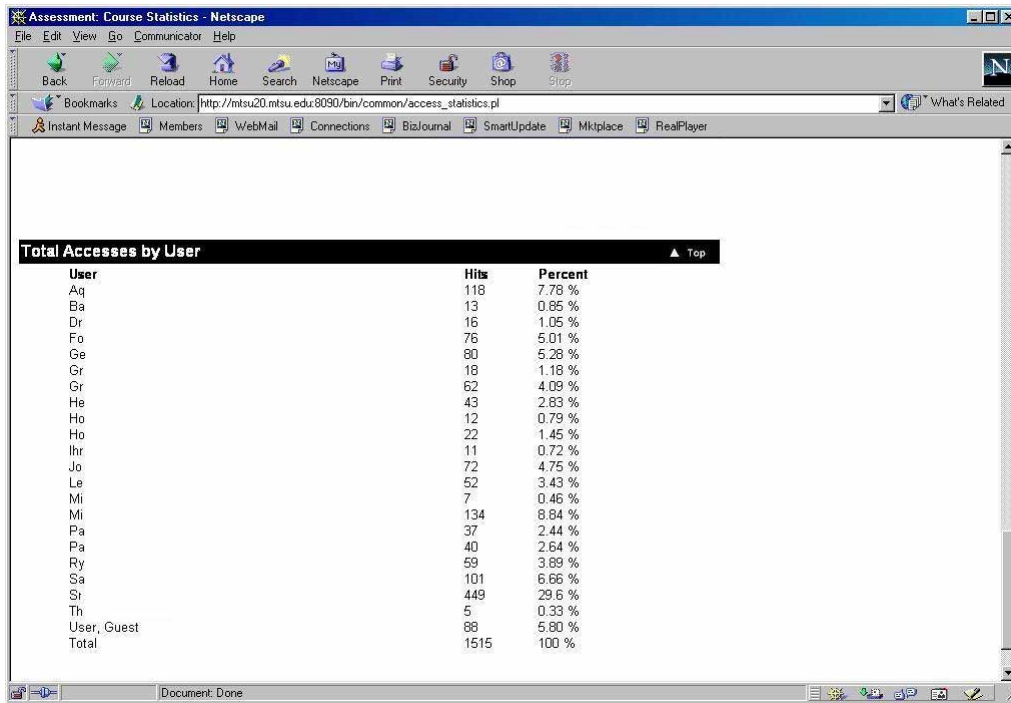 Assessment: Course Statistics - Netscape
File Edit View Go Communicator Help
Back Forward Reload Home Search Netscape Print Security Shop Stop
Bookmarks Location: http://mtsu20.mtsu.edu:8090/bin/common/access_statistics.pl What's Related
Instant Message Members WebMail Connections BizJournal SmartUpdate Mktplace RealPlayer
Total Accesses by User Top
User Hits Percent
Aq 118 7.78 %
Ba 13 0.85 %
Dr 16 1.05 %
Fo 76 5.01 %
Ge 80 5.28 %
Gr 18 1.18 %
Gr 62 4.09 %
He 43 2.83 %
Ho 12 0.79 %
Ho 22 1.45 %
Ihr 11 0.72 %
Jo 72 4.75 %
Le 52 3.43 %
Mi 7 0.46 %
Mi 134 8.84 %
Pa 37 2.44 %
Pa 40 2.64 %
Ry 59 3.89 %
Sa 101 6.66 %
Sr 449 29.6 %
Th 5 0.33 %
User, Guest 88 5.80 %
Total 1515 100 %
Document: Done